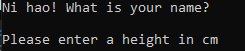 Ni hao! What is your name?
Please enter a height in cm